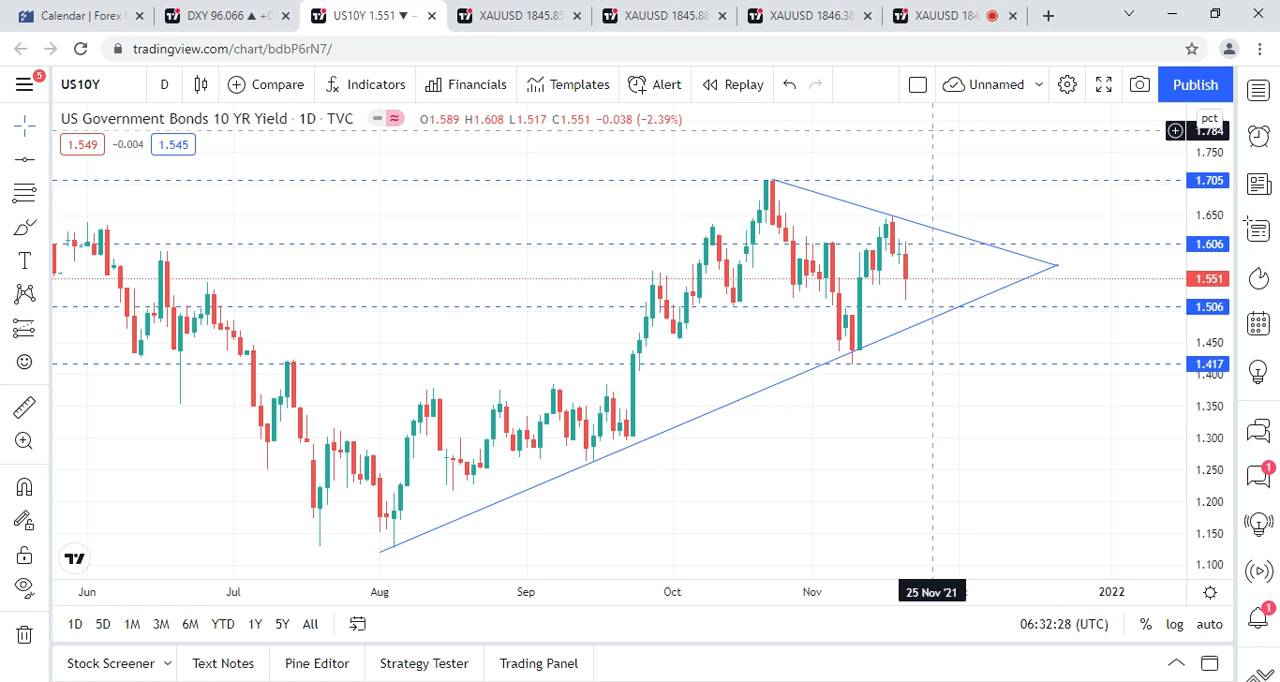 Calendar | Forex
DXY 96.066 ▲ +0
US10Y 1.551 ▼ −
XAUUSD 1845.85
XAUUSD 1845.88
XAUUSD 1846.38
XAUUSD 184
tradingview.com/chart/bdbP6rN7/
5
US10Y
D
Compare
Indicators
Financials
Templates
Alert
Replay
Unnamed
Publish
US Government Bonds 10 YR Yield · 1D · TVC
O1.589 H1.608 L1.517 C1.551 −0.038 (−2.39%)
pct
1.784
1.549
-0.004
1.545
1.750
1.705
1.650
1.606
1.551
1.506
1.450
1.417
1.400
1.350
1.300
1.250
1.200
1.150
1.100
1
1
Jun
Jul
Aug
Sep
Oct
Nov
25 Nov '21
2022
1D
5D
1M
3M
6M
YTD
1Y
5Y
All
06:32:28 (UTC)
%
log
auto
Stock Screener
Text Notes
Pine Editor
Strategy Tester
Trading Panel